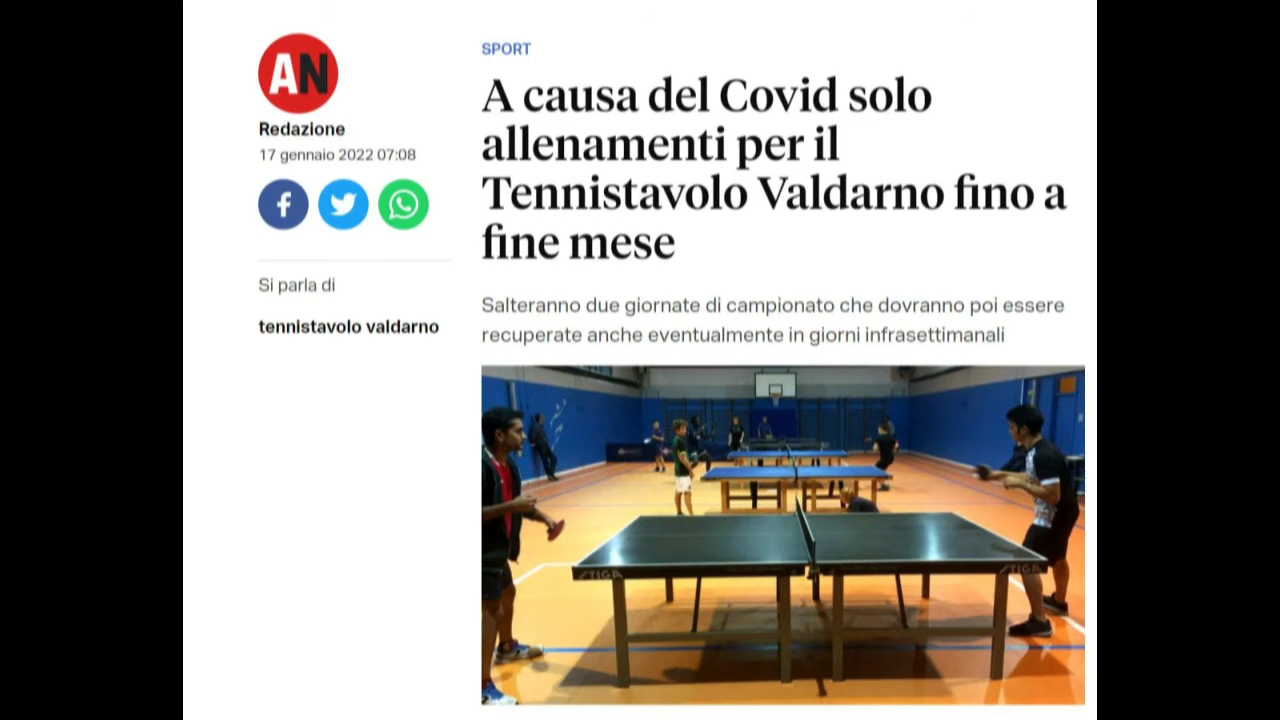 AN
Redazione
17 gennaio 2022 07:08
Si parla di
tennistavolo valdarno
SPORT
A causa del Covid solo
allenamenti per il
Tennistavolo Valdarno fino a
fine mese
Salteranno due giornate di campionato che dovranno poi essere
recuperate anche eventualmente in giorni infrasettimanali
STIGA
STIGA